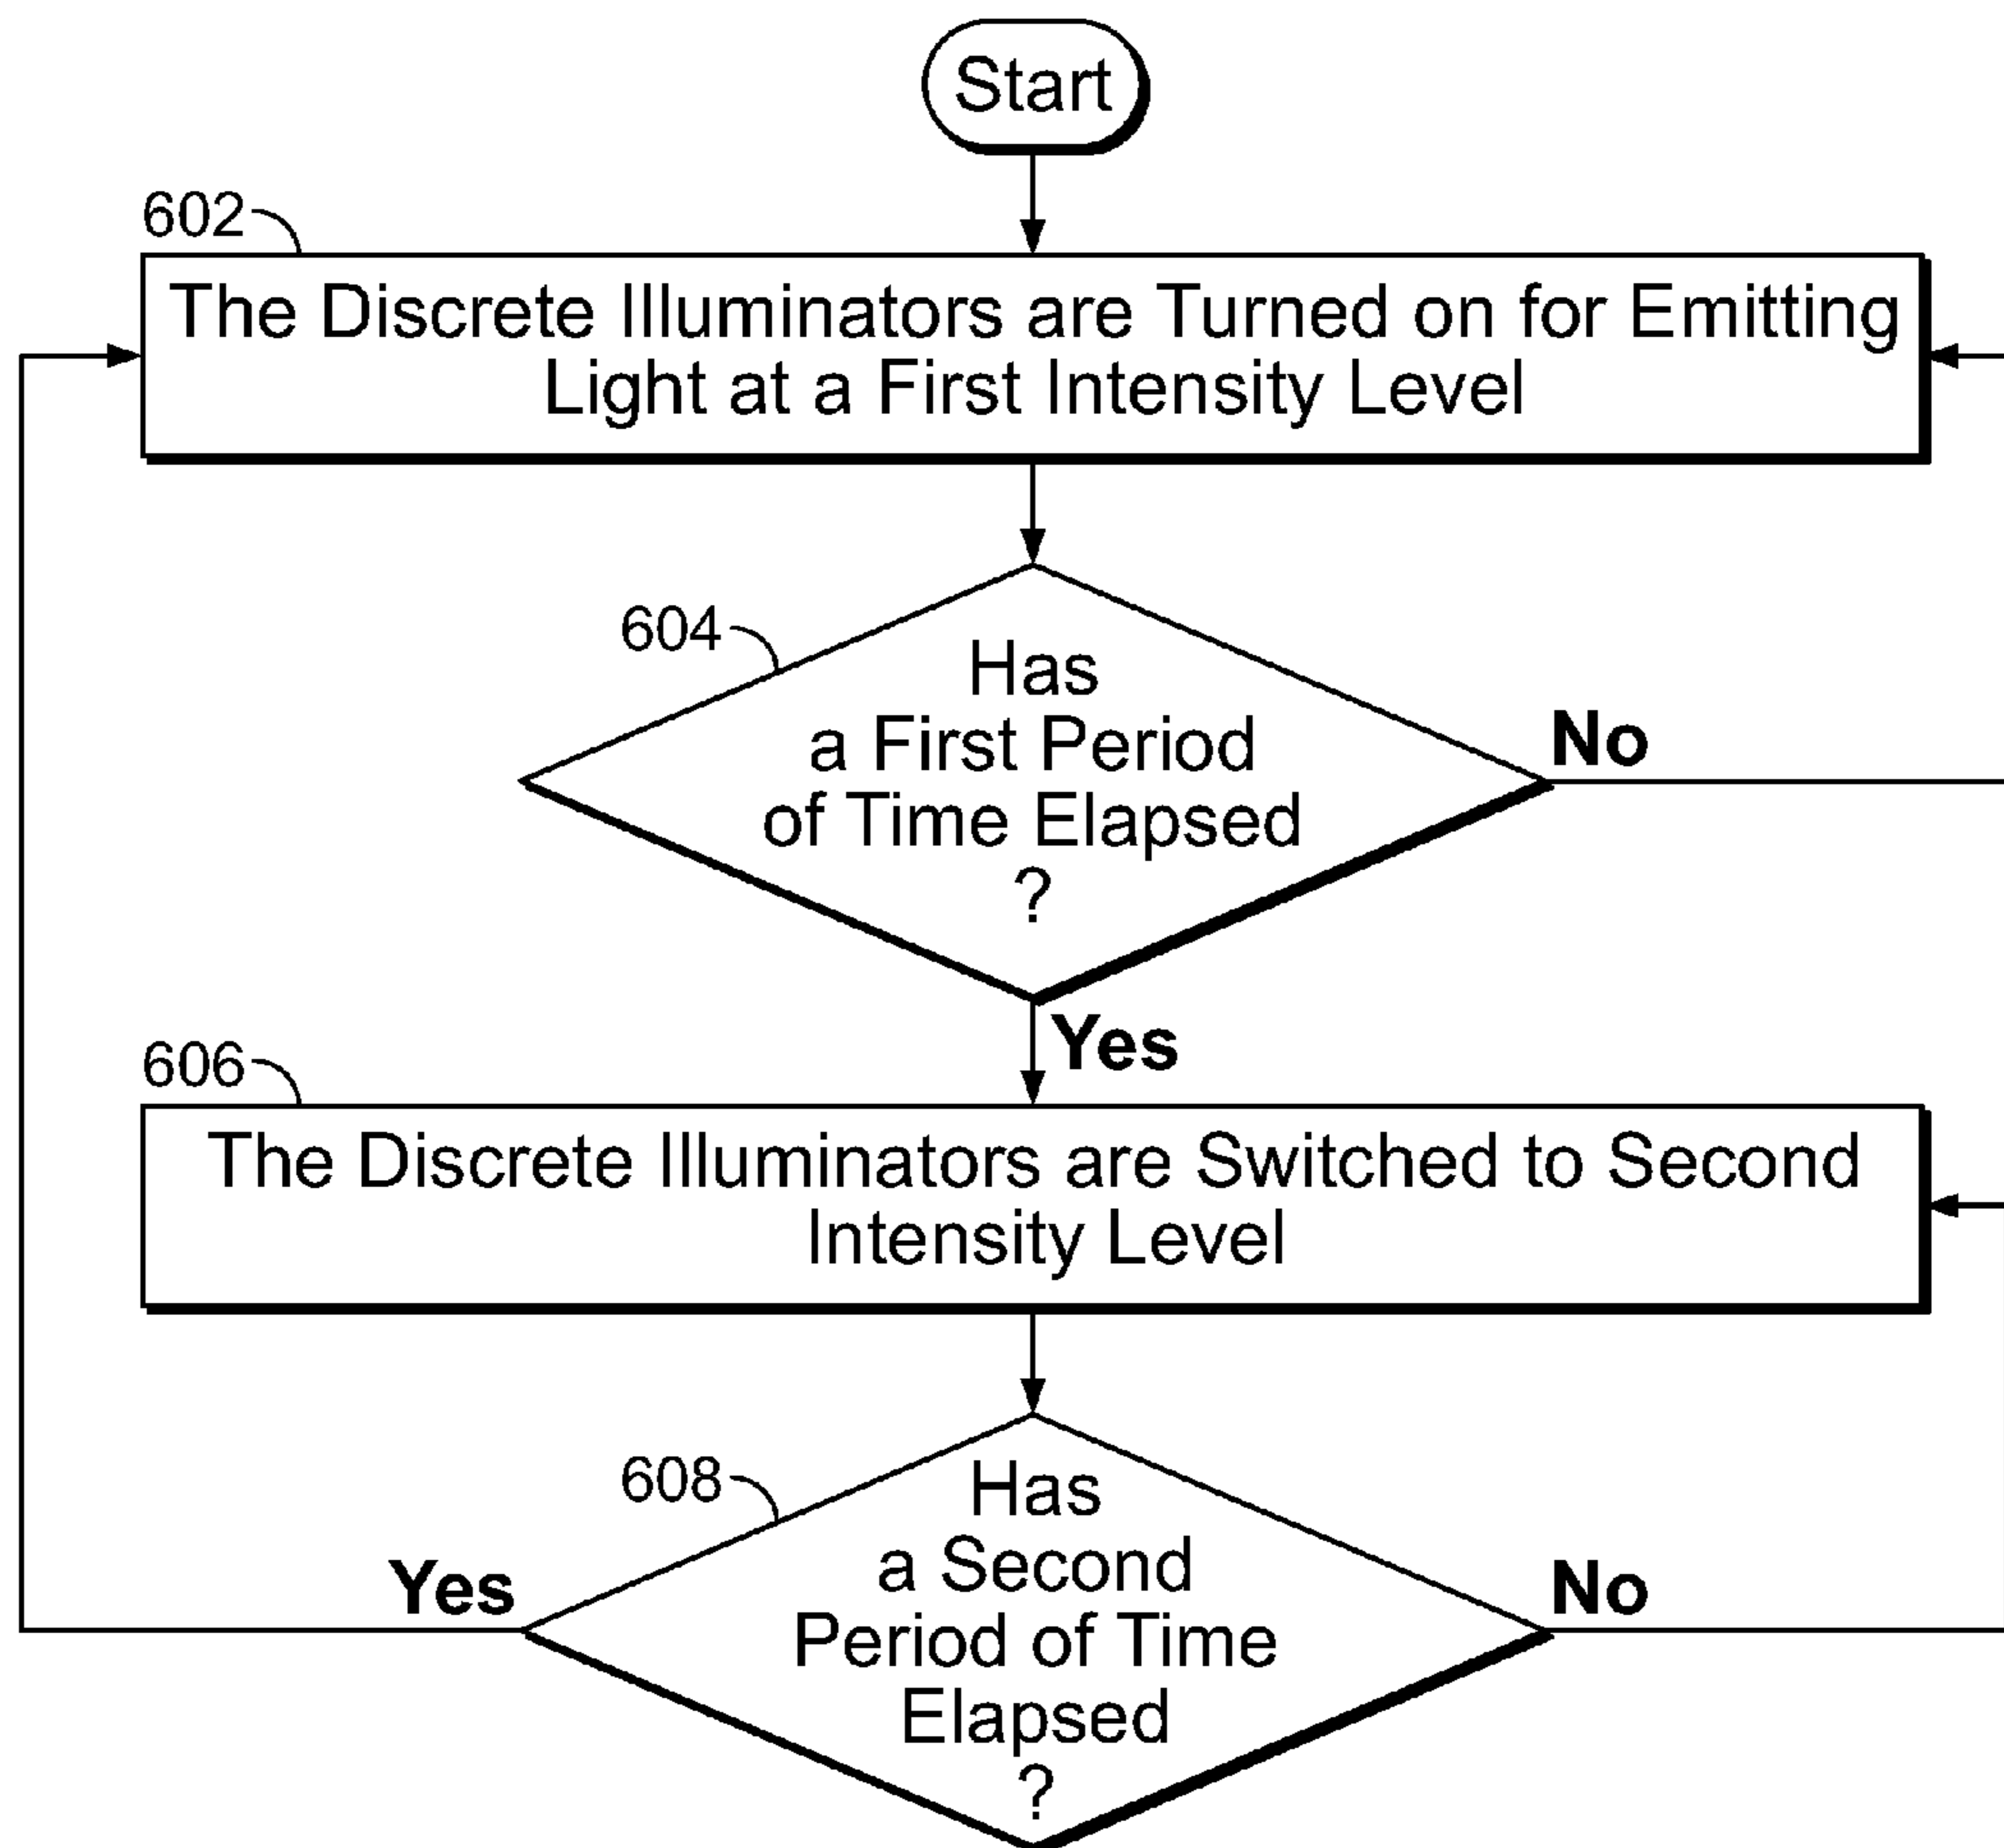 Start
602
The Discrete Illuminators are Turned on for Emitting
Light at a First Intensity Level
604
Has
a First Period
of Time Elapsed
?
No
Yes
606
The Discrete Illuminators are Switched to Second
Intensity Level
608
Has
a Second
Period of Time
Elapsed
?
Yes
No